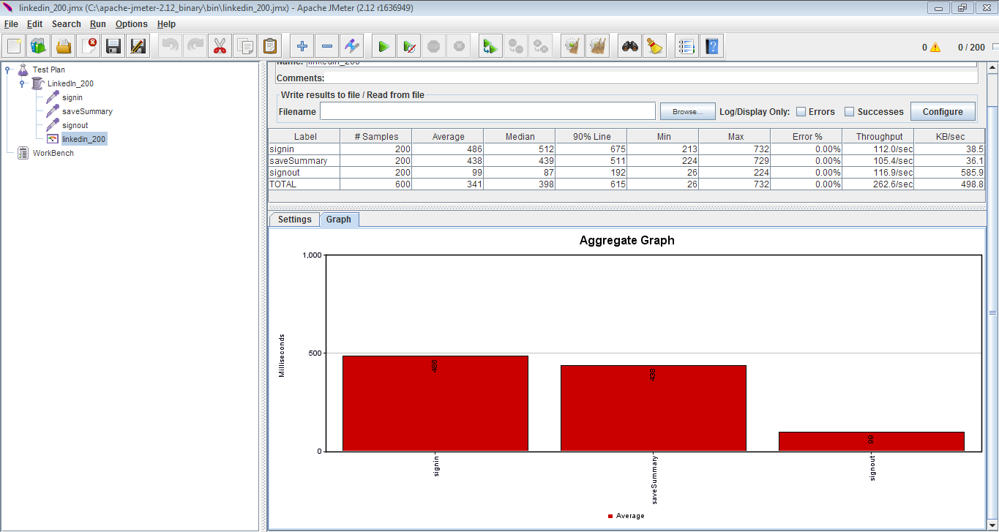 linkedin_200.jmx (C:\apache-jmeter-2.12_binary\bin\linkedin_200.jmx) - Apache JMeter (2.12 r1636949)
File Edit Search Run Options Help
0 0 / 200
Test Plan
LinkedIn_200
signin
saveSummary
signout
linkedin_200
WorkBench
Name: linkedin_200
Comments:
Write results to file / Read from file
Filename Browse... Log/Display Only: Errors Successes Configure
Label # Samples Average Median 90% Line Min Max Error % Throughput KB/sec
signin 200 486 512 675 213 732 0.00% 112.0/sec 38.5
saveSummary 200 438 439 511 224 729 0.00% 105.4/sec 36.1
signout 200 99 87 192 26 224 0.00% 116.9/sec 585.9
TOTAL 600 341 398 615 26 732 0.00% 262.6/sec 498.8
Settings Graph
Aggregate Graph
1,000
500
0
Milliseconds
486
438
99
signin
saveSummary
signout
Average